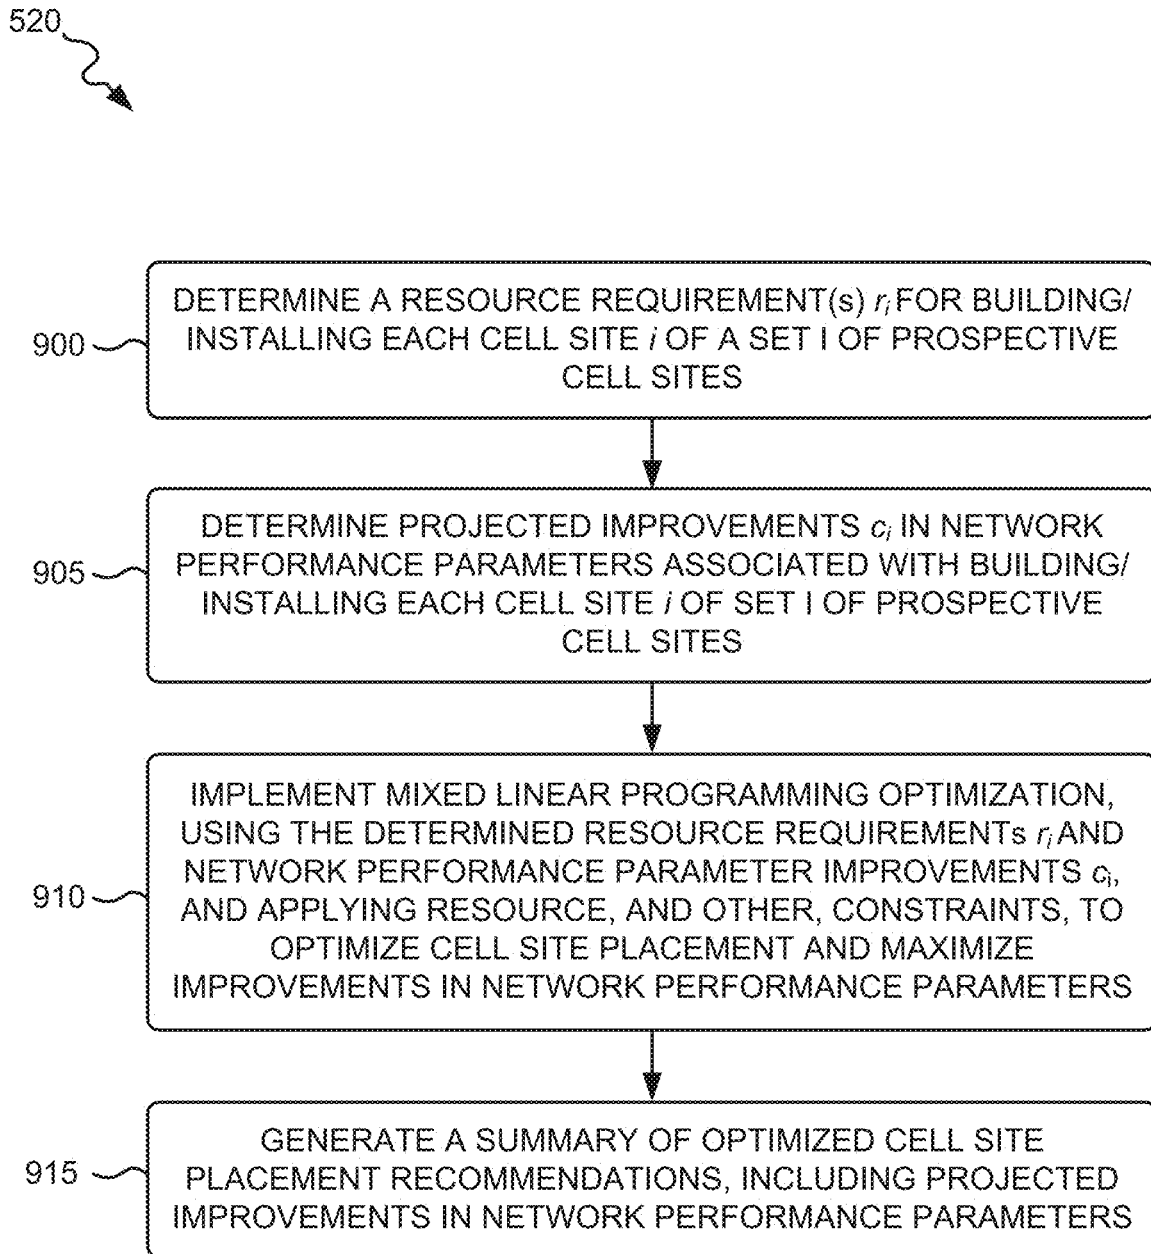 520
DETERMINE A RESOURCE REQUIREMENT(s) r_i FOR BUILDING/
900
INSTALLING EACH CELL SITE i OF A SET I OF PROSPECTIVE
CELL SITES
DETERMINE PROJECTED IMPROVEMENTS c_i IN NETWORK
905
PERFORMANCE PARAMETERS ASSOCIATED WITH BUILDING/
INSTALLING EACH CELL SITE i OF SET I OF PROSPECTIVE
CELL SITES
IMPLEMENT MIXED LINEAR PROGRAMMING OPTIMIZATION,
USING THE DETERMINED RESOURCE REQUIREMENTs r_i AND
NETWORK PERFORMANCE PARAMETER IMPROVEMENTS c_i,
910
AND APPLYING RESOURCE, AND OTHER, CONSTRAINTS, TO
OPTIMIZE CELL SITE PLACEMENT AND MAXIMIZE
IMPROVEMENTS IN NETWORK PERFORMANCE PARAMETERS
GENERATE A SUMMARY OF OPTIMIZED CELL SITE
915
PLACEMENT RECOMMENDATIONS, INCLUDING PROJECTED
IMPROVEMENTS IN NETWORK PERFORMANCE PARAMETERS